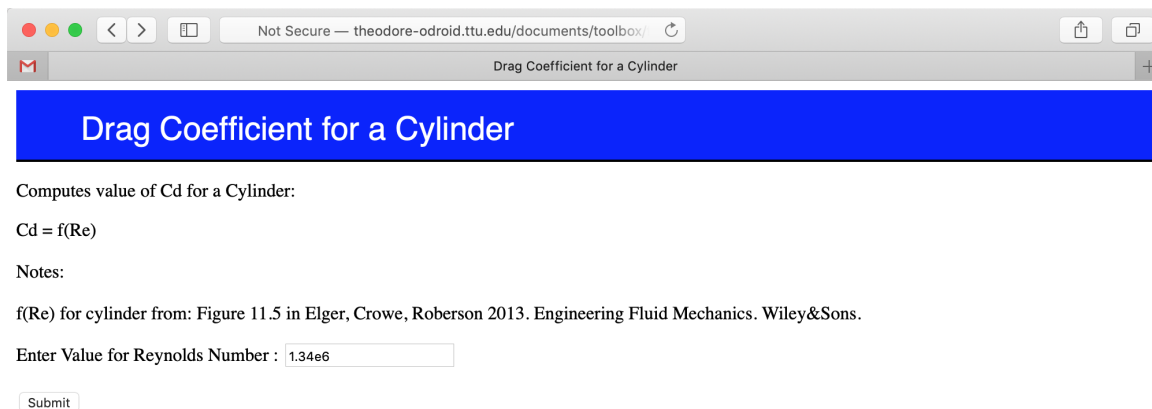 Not Secure — theodore-odroid.ttu.edu/documents/toolbox/
Drag Coefficient for a Cylinder
Drag Coefficient for a Cylinder
Computes value of Cd for a Cylinder:
Cd = f(Re)
Notes:
f(Re) for cylinder from: Figure 11.5 in Elger, Crowe, Roberson 2013. Engineering Fluid Mechanics. Wiley&Sons.
Enter Value for Reynolds Number : 1.34e6
Submit